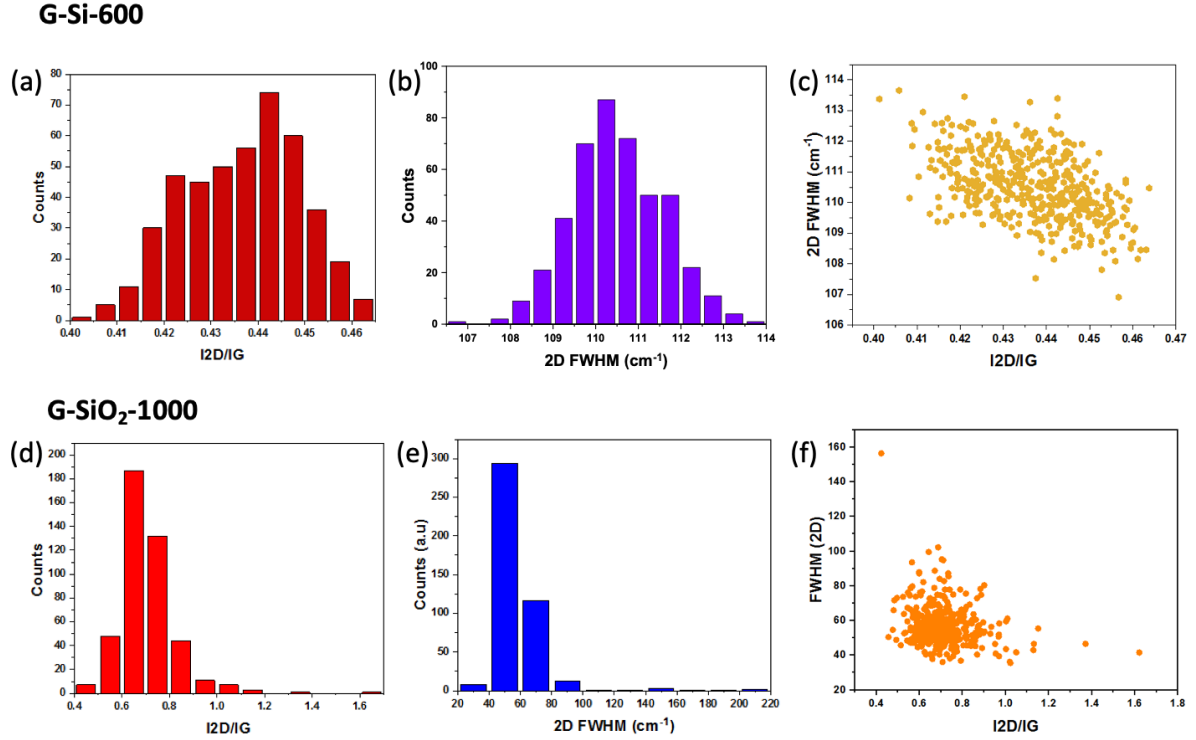 G-Si-600
(a)
80
70
60
50
40
30
20
10
0
Counts
0.40 0.41 0.42 0.43 0.44 0.45 0.46
I2D/IG
(b)
100
80
60
40
20
0
Counts
107 108 109 110 111 112 113 114
2D FWHM (cm⁻¹)
(c)
114
113
112
111
110
109
108
107
106
2D FWHM (cm⁻¹)
0.40 0.41 0.42 0.43 0.44 0.45 0.46 0.47
I2D/IG
G-SiO₂-1000
(d)
200
190
180
160
140
120
100
80
60
40
20
0
Counts
0.4 0.6 0.8 1.0 1.2 1.4 1.6
I2D/IG
(e)
300
250
200
150
100
50
0
Counts (a.u)
20 40 60 80 100 120 140 160 180 200 220
2D FWHM (cm⁻¹)
(f)
160
140
120
100
80
60
40
20
FWHM (2D)
0.4 0.6 0.8 1.0 1.2 1.4 1.6 1.8
I2D/IG